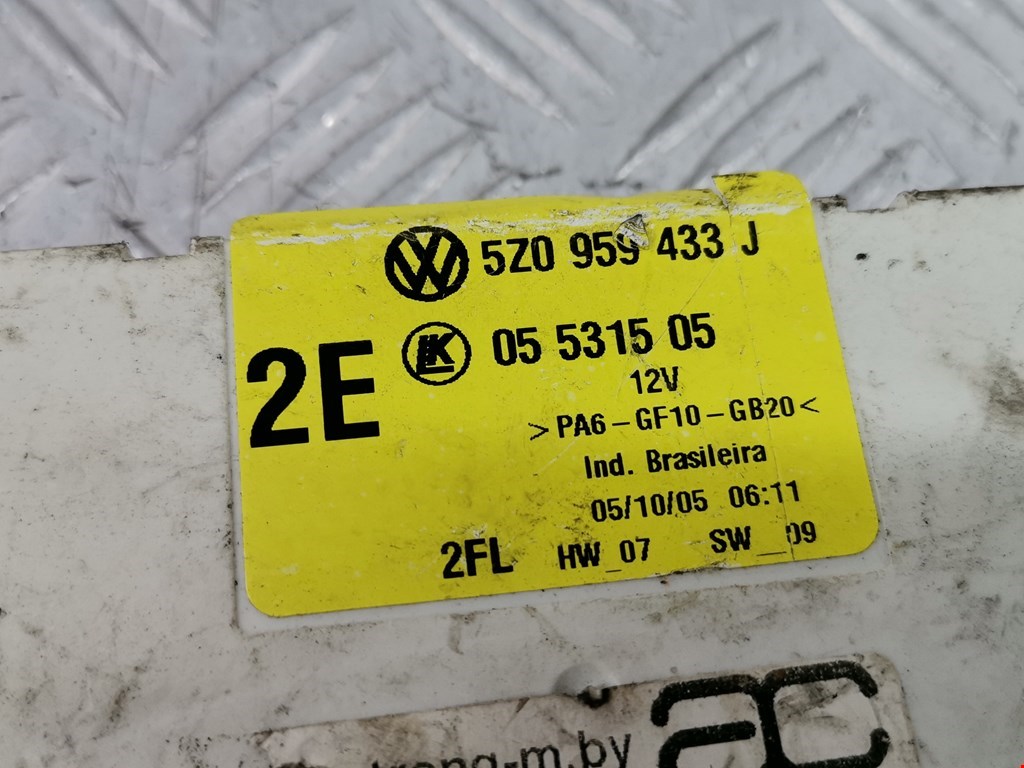 5Z0 959 433 J
2E LK 05 5315 05
12V
>PA6-GF10-GB20<
Ind. Brasileira
05/10/05 06:11
2FL HW_07 SW_09